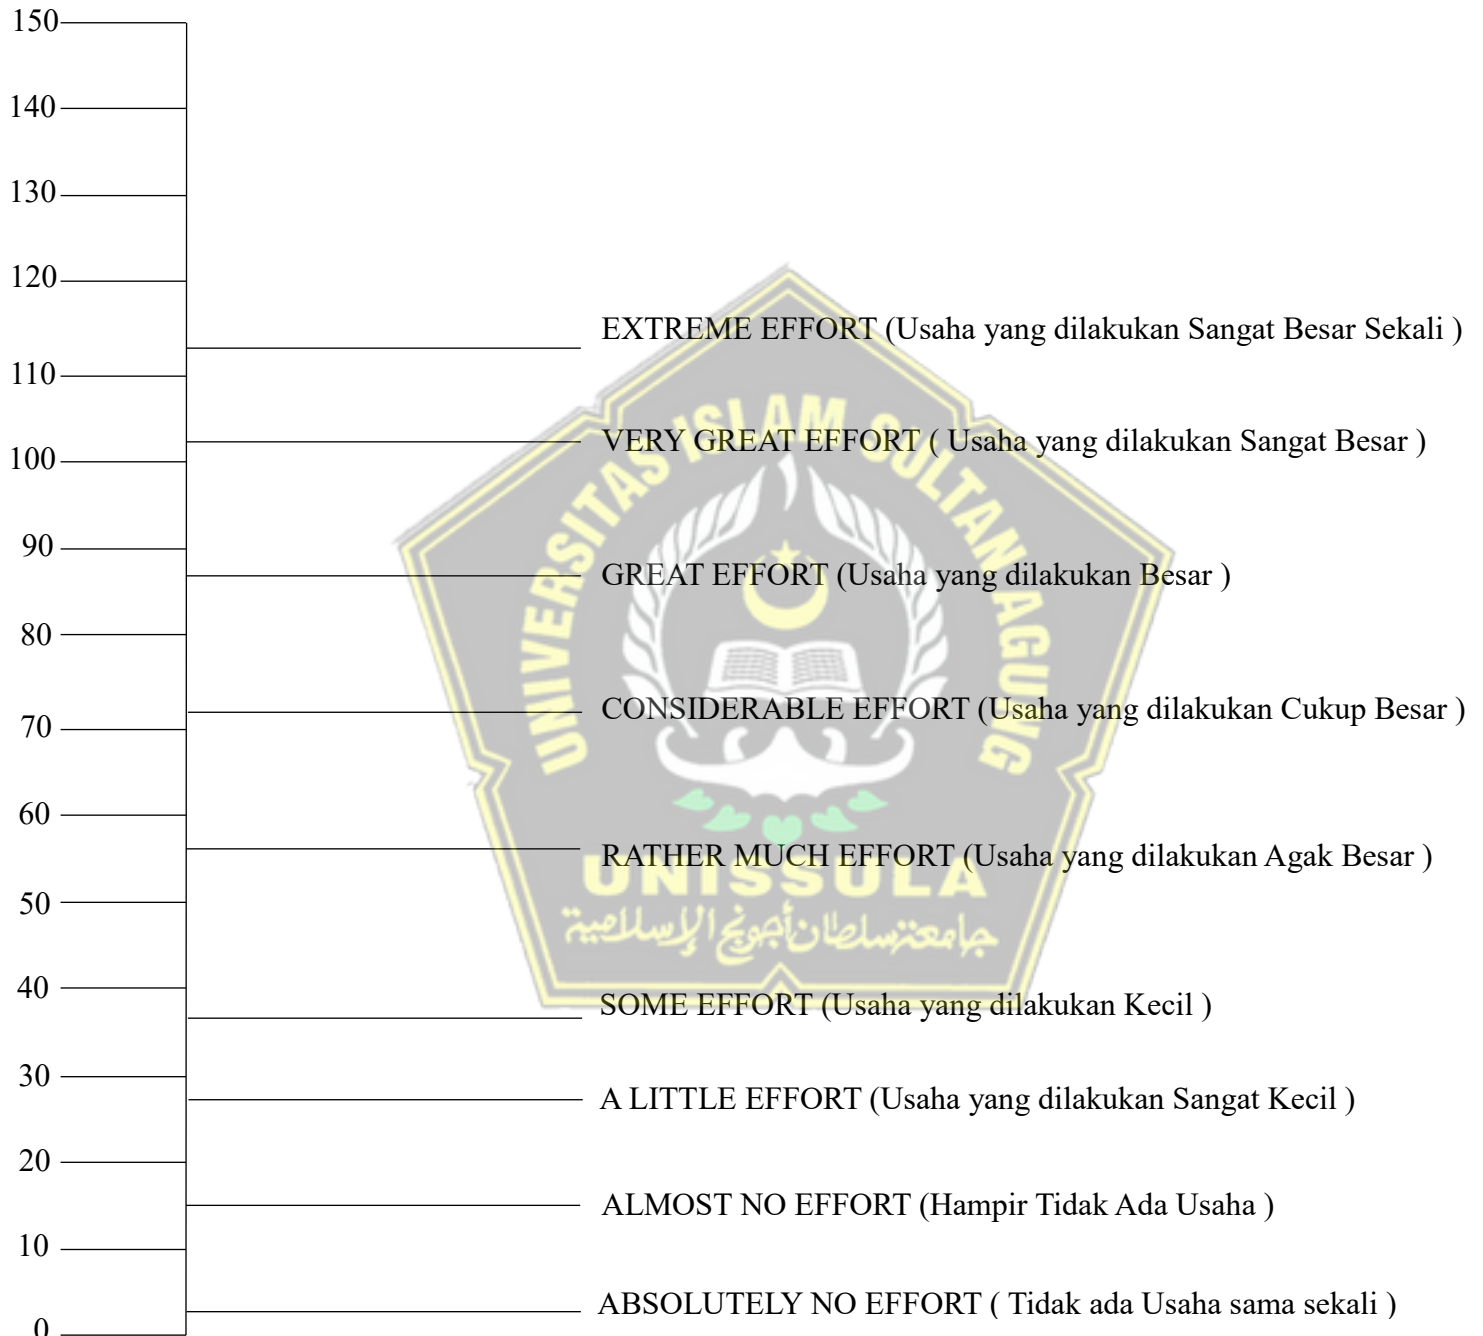 150
140
130
120
EXTREME EFFORT (Usaha yang dilakukan Sangat Besar Sekali )
110
VERY GREAT EFFORT ( Usaha yang dilakukan Sangat Besar )
100
90
GREAT EFFORT (Usaha yang dilakukan Besar )
80
CONSIDERABLE EFFORT (Usaha yang dilakukan Cukup Besar )
70
60
RATHER MUCH EFFORT (Usaha yang dilakukan Agak Besar )
50
40
SOME EFFORT (Usaha yang dilakukan Kecil )
30
A LITTLE EFFORT (Usaha yang dilakukan Sangat Kecil )
20
ALMOST NO EFFORT (Hampir Tidak Ada Usaha )
10
ABSOLUTELY NO EFFORT ( Tidak ada Usaha sama sekali )
0
UNIVERSITAS ISLAM SULTAN AGUNG
UNISSULA
جامعة سلطان أجونج الإسلامية